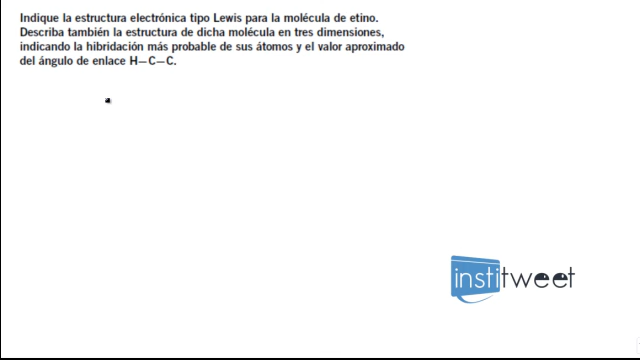 Indique la estructura electrónica tipo Lewis para la molécula de etino.
Describa también la estructura de dicha molécula en tres dimensiones,
indicando la hibridación más probable de sus átomos y el valor aproximado
del ángulo de enlace H—C—C.
institweet